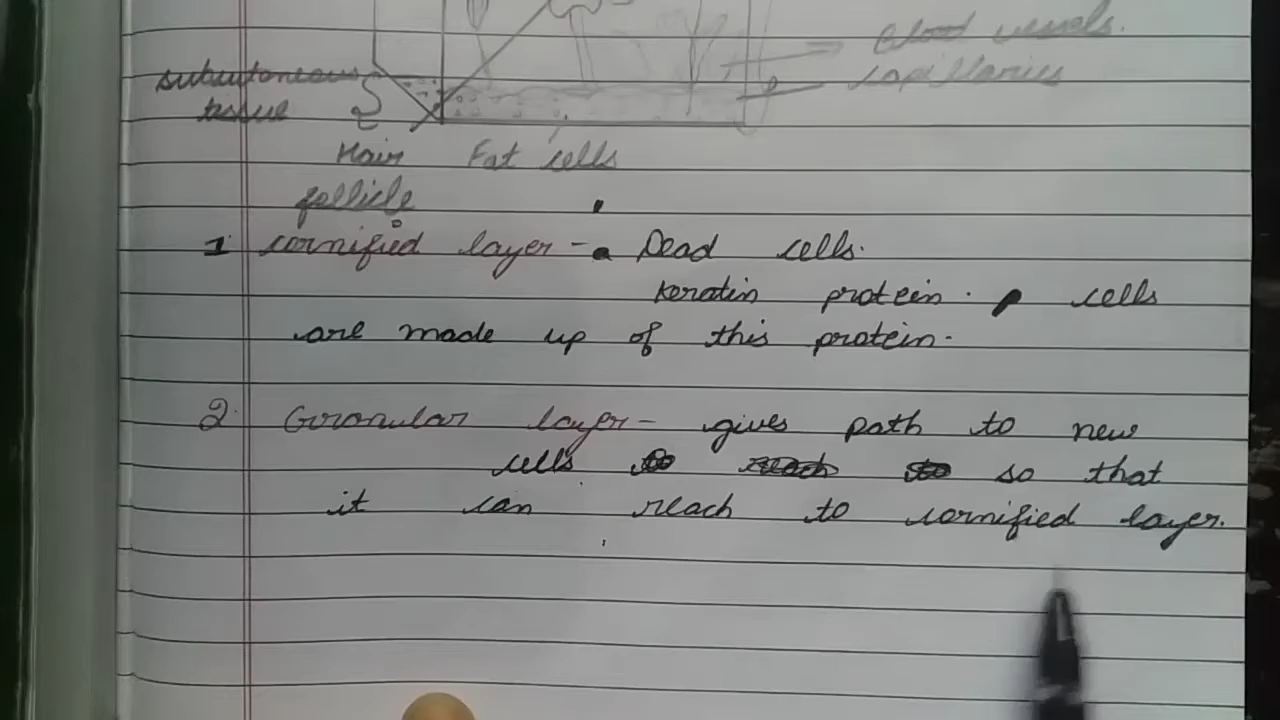 Blood vessels.
capillaries
subcutaneous
tissue
Hair Fat cells
follicle
1 cornified layer - Dead cells.
Keratin protein. cells
are made up of this protein.
2. Granular layer - gives path to new
cells so that
it can reach to cornified layer.